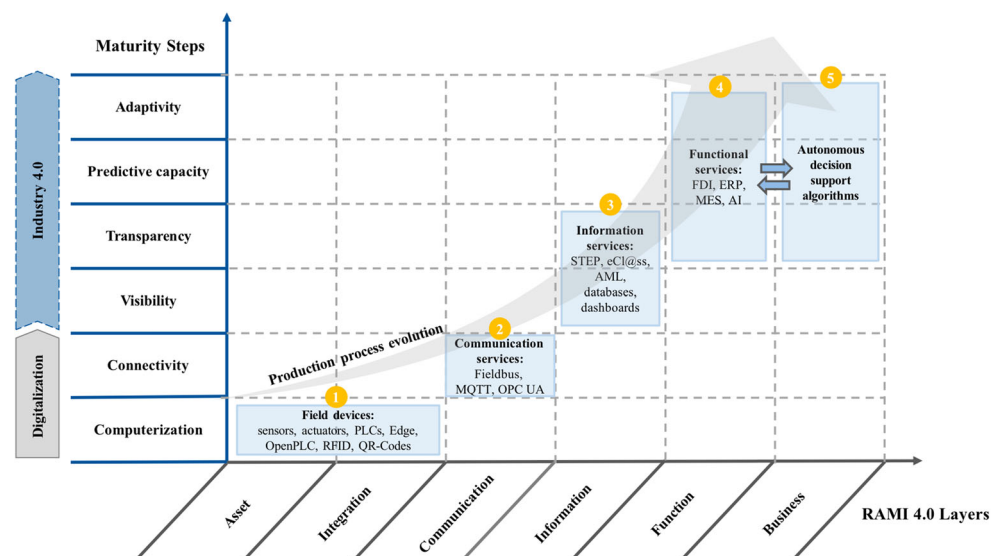 Maturity Steps
Industry 4.0
Digitalization
Adaptivity
Predictive capacity
Transparency
Visibility
Connectivity
Computerization
Production process evolution
1
Field devices:
sensors, actuators, PLCs, Edge,
OpenPLC, RFID, QR-Codes
2
Communication
services:
Fieldbus,
MQTT, OPC UA
3
Information
services:
STEP, eCl@ss,
AML,
databases,
dashboards
4
Functional
services:
FDI, ERP,
MES, AI
5
Autonomous
decision
support
algorithms
Asset
Integration
Communication
Information
Function
Business
RAMI 4.0 Layers